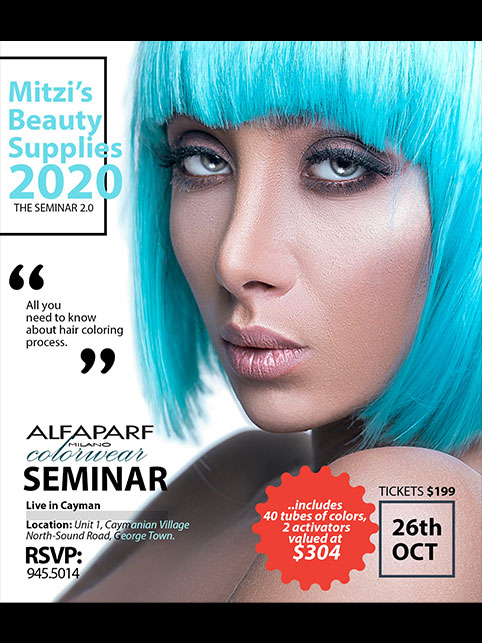 Mitzi's
Beauty
Supplies
2020
THE SEMINAR 2.0
“
All you
need to know
about hair coloring
process.
”
ALFAPARF
MILANO
colorwear
SEMINAR
Live in Cayman
Location: Unit 1, Caymanian Village
North-Sound Road, George Town.
RSVP:
945.5014
..includes
40 tubes of colors,
2 activators
valued at
$304
TICKETS $199
26th
OCT